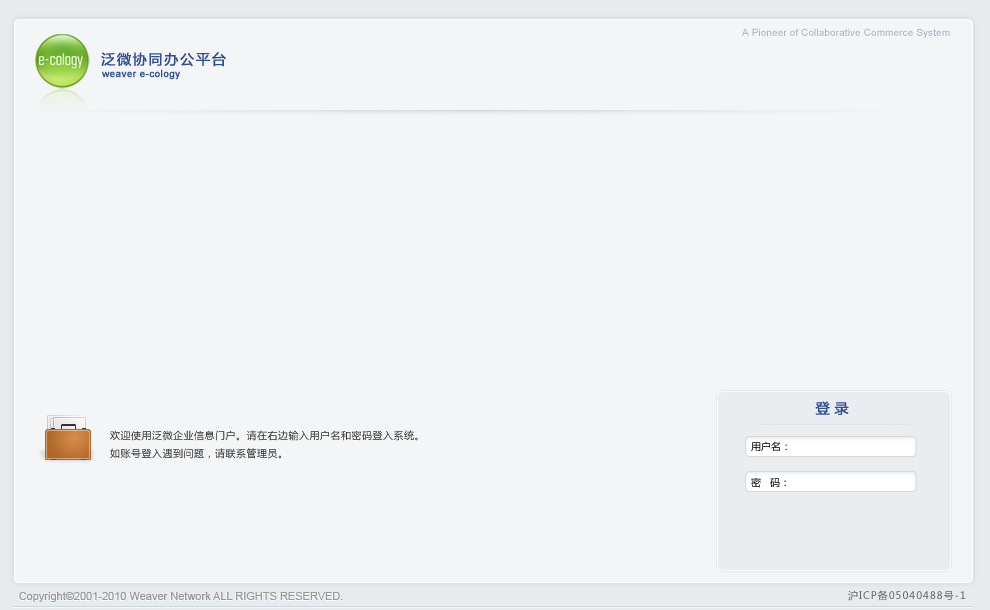 A Pioneer of Collaborative Commerce System
e-cology
泛微协同办公平台
weaver e-cology
登 录
用户名：
密 码：
欢迎使用泛微企业信息门户。请在右边输入用户名和密码登入系统。
如账号登入遇到问题，请联系管理员。
Copyright©2001-2010 Weaver Network ALL RIGHTS RESERVED.
沪ICP备05040488号-1